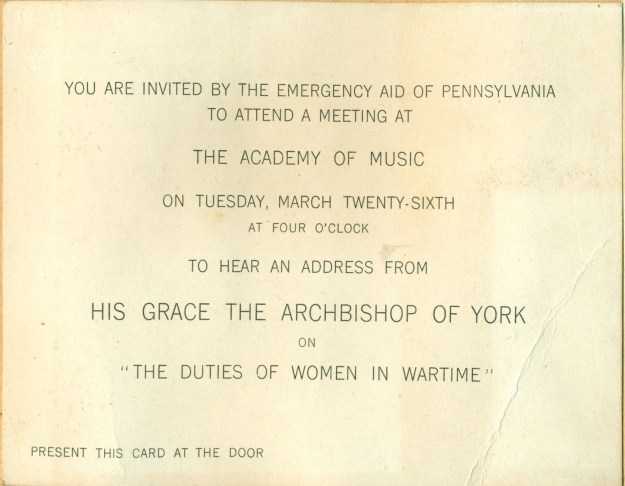 YOU ARE INVITED BY THE EMERGENCY AID OF PENNSYLVANIA
TO ATTEND A MEETING AT
THE ACADEMY OF MUSIC
ON TUESDAY, MARCH TWENTY-SIXTH
AT FOUR O'CLOCK
TO HEAR AN ADDRESS FROM
HIS GRACE THE ARCHBISHOP OF YORK
ON
"THE DUTIES OF WOMEN IN WARTIME"
PRESENT THIS CARD AT THE DOOR